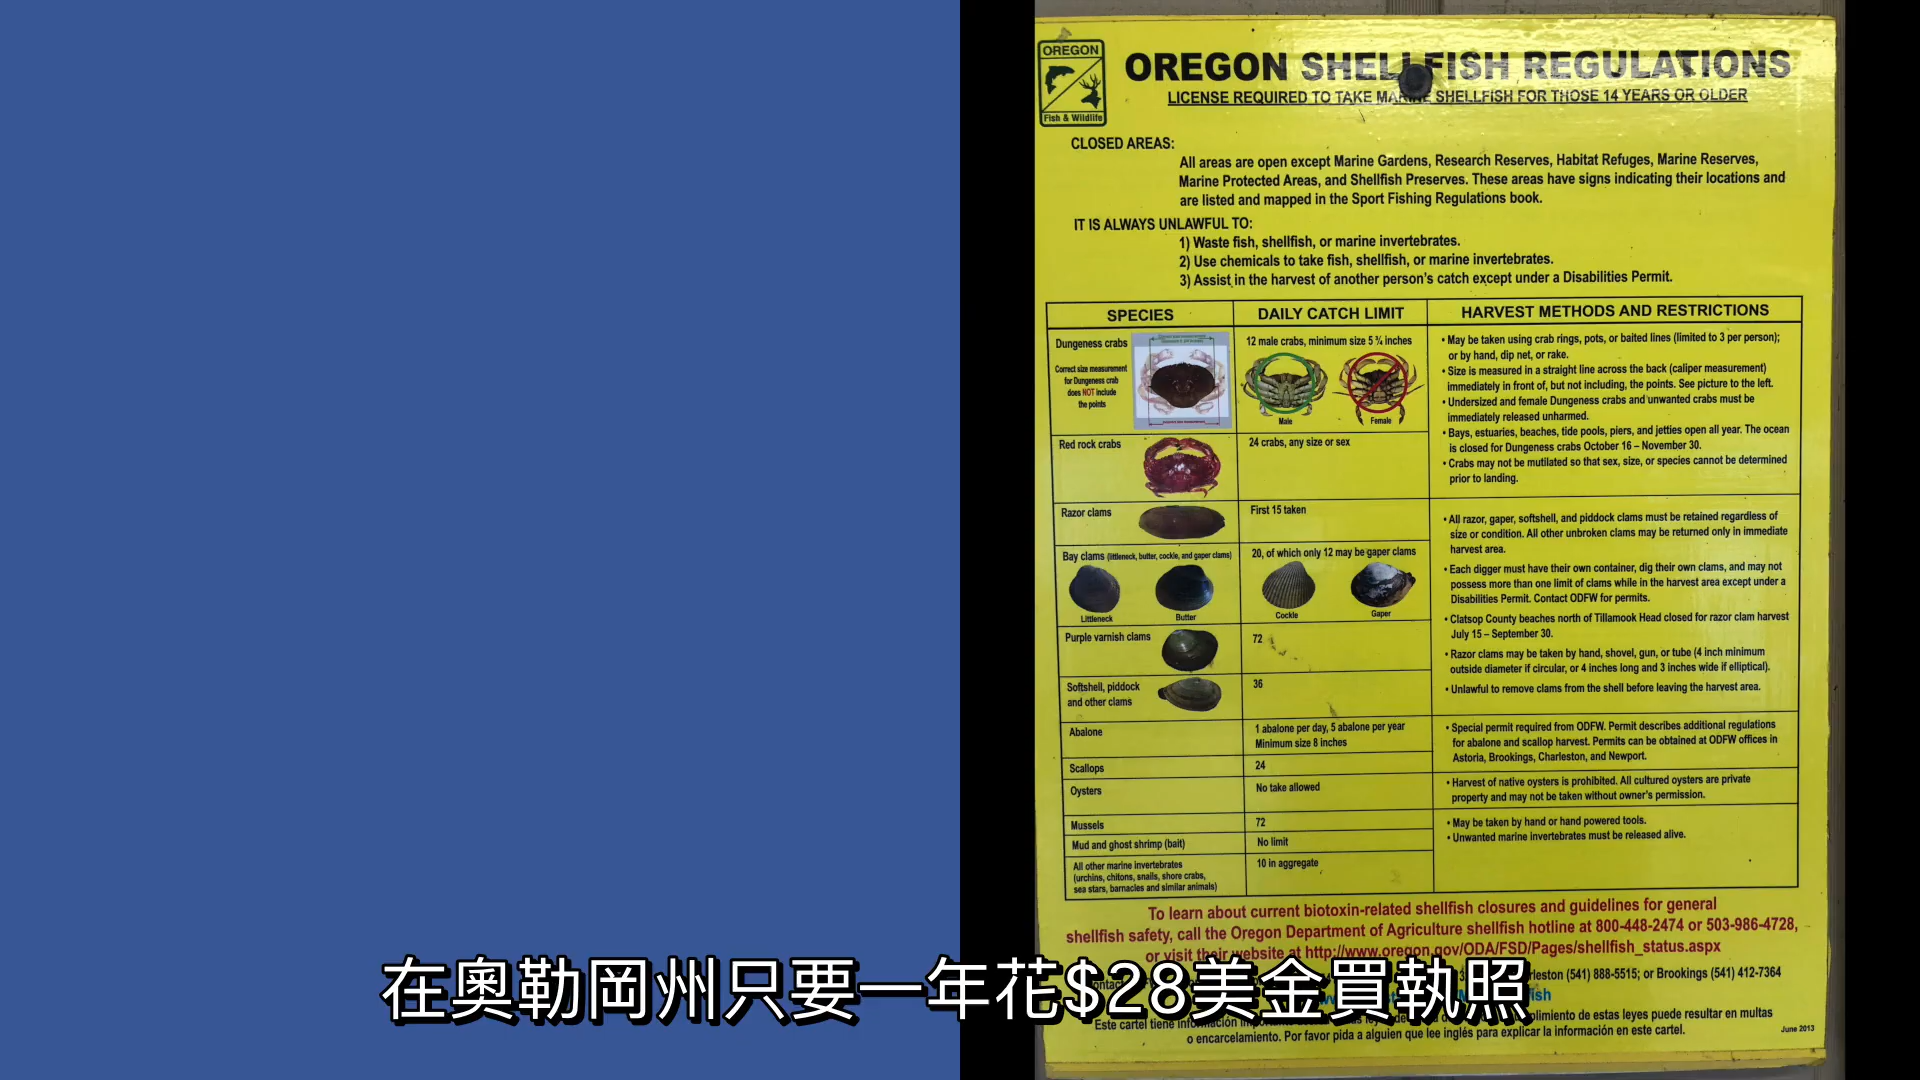 OREGON
Fish & Wildlife
OREGON SHELLFISH REGULATIONS
LICENSE REQUIRED TO TAKE MARINE SHELLFISH FOR THOSE 14 YEARS OR OLDER
CLOSED AREAS:
All areas are open except Marine Gardens, Research Reserves, Habitat Refuges, Marine Reserves,
Marine Protected Areas, and Shellfish Preserves. These areas have signs indicating their locations and
are listed and mapped in the Sport Fishing Regulations book.
IT IS ALWAYS UNLAWFUL TO:
1) Waste fish, shellfish, or marine invertebrates.
2) Use chemicals to take fish, shellfish, or marine invertebrates.
3) Assist in the harvest of another person's catch except under a Disabilities Permit.
SPECIES
DAILY CATCH LIMIT
HARVEST METHODS AND RESTRICTIONS
Dungeness crabs
Correct size measurement
for Dungeness crab
does NOT include
the points
12 male crabs, minimum size 5 ¾ inches
Male
Female
• May be taken using crab rings, pots, or baited lines (limited to 3 per person);
or by hand, dip net, or rake.
• Size is measured in a straight line across the back (caliper measurement)
immediately in front of, but not including, the points. See picture to the left.
• Undersized and female Dungeness crabs and unwanted crabs must be
immediately released unharmed.
• Bays, estuaries, beaches, tide pools, piers, and jetties open all year. The ocean
is closed for Dungeness crabs October 16 – November 30.
• Crabs may not be mutilated so that sex, size, or species cannot be determined
prior to landing.
Red rock crabs
24 crabs, any size or sex
Razor clams
First 15 taken
• All razor, gaper, softshell, and piddock clams must be retained regardless of
size or condition. All other unbroken clams may be returned only in immediate
harvest area.
• Each digger must have their own container, dig their own clams, and may not
possess more than one limit of clams while in the harvest area except under a
Disabilities Permit. Contact ODFW for permits.
• Clatsop County beaches north of Tillamook Head closed for razor clam harvest
July 15 – September 30.
• Razor clams may be taken by hand, shovel, gun, or tube (4 inch minimum
outside diameter if circular, or 4 inches long and 3 inches wide if elliptical).
• Unlawful to remove clams from the shell before leaving the harvest area.
Bay clams (littleneck, butter, cockle, and gaper clams)
20, of which only 12 may be gaper clams
Littleneck
Butter
Cockle
Gaper
Purple varnish clams
72
Softshell, piddock
and other clams
36
Abalone
1 abalone per day, 5 abalone per year
Minimum size 8 inches
• Special permit required from ODFW. Permit describes additional regulations
for abalone and scallop harvest. Permits can be obtained at ODFW offices in
Astoria, Brookings, Charleston, and Newport.
Scallops
24
Oysters
No take allowed
• Harvest of native oysters is prohibited. All cultured oysters are private
property and may not be taken without owner's permission.
Mussels
72
• May be taken by hand or hand powered tools.
• Unwanted marine invertebrates must be released alive.
Mud and ghost shrimp (bait)
No limit
All other marine invertebrates
(urchins, chitons, snails, shore crabs,
sea stars, barnacles and similar animals)
10 in aggregate
To learn about current biotoxin-related shellfish closures and guidelines for general
shellfish safety, call the Oregon Department of Agriculture shellfish hotline at 800-448-2474 or 503-986-4728,
or visit their website at http://www.oregon.gov/ODA/FSD/Pages/shellfish_status.aspx
(541) 888-5515; or Brookings (541) 412-7364
Este cartel tiene información de estas leyes puede resultar en multas
o encarcelamiento. Por favor pida a alguien que lee inglés para explicar la información en este cartel.
June 2013
在奧勒岡州只要一年花$28美金買執照